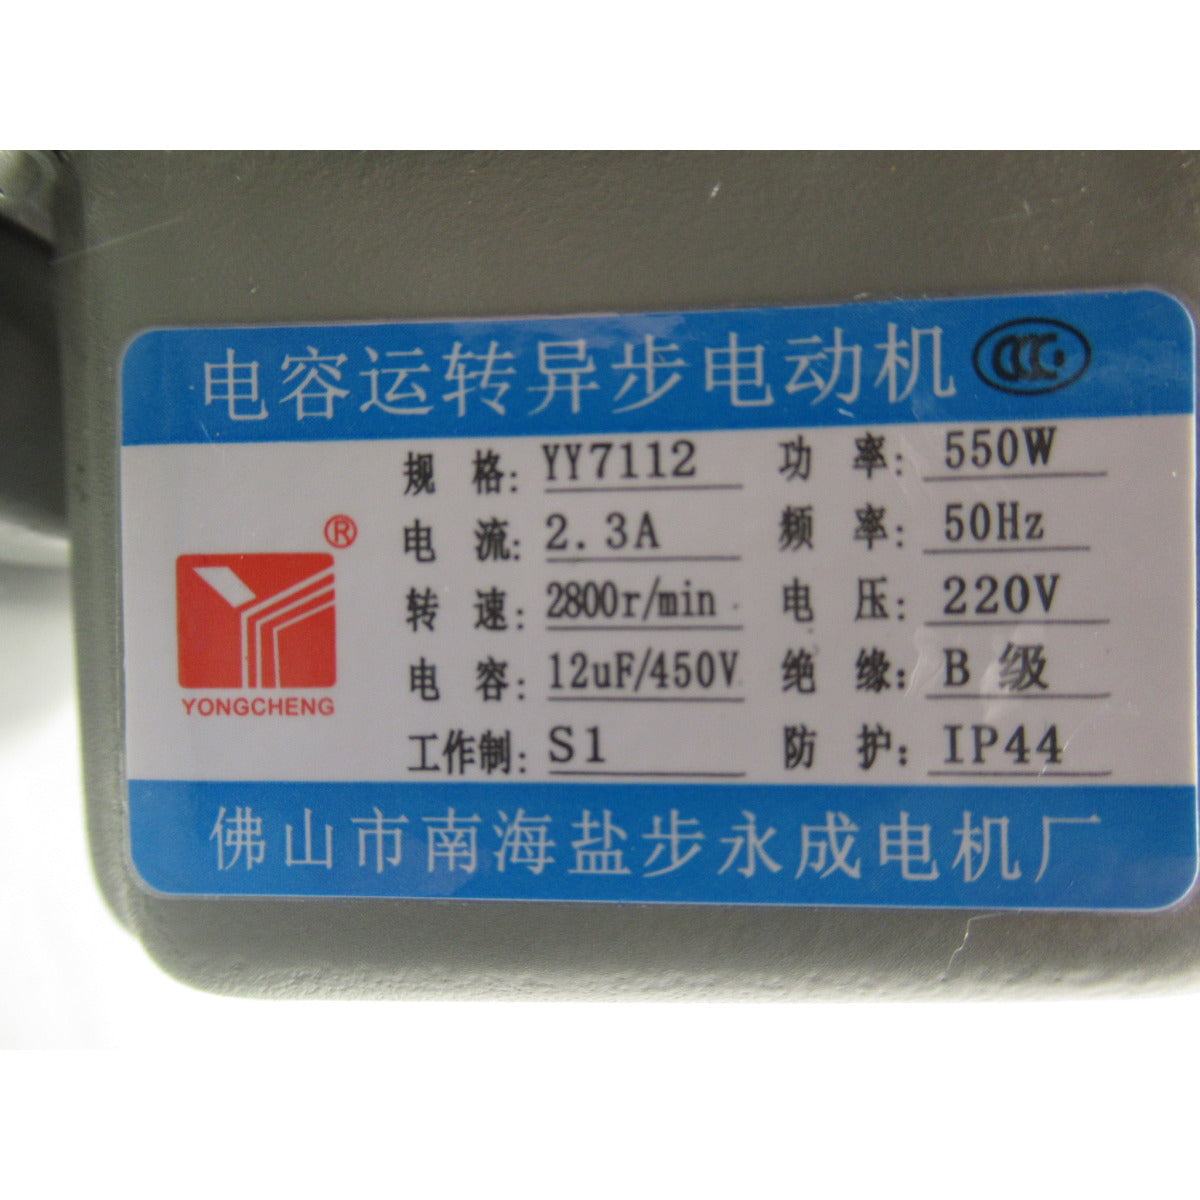 电容运转异步电动机 CCC
规 格: YY7112 功 率: 550W
电 流: 2.3A 频 率: 50Hz
转 速: 2800r/min 电 压: 220V
电 容: 12uF/450V 绝 缘: B 级
工作制: S1 防 护: IP44
®
YONGCHENG
佛山市南海盐步永成电机厂